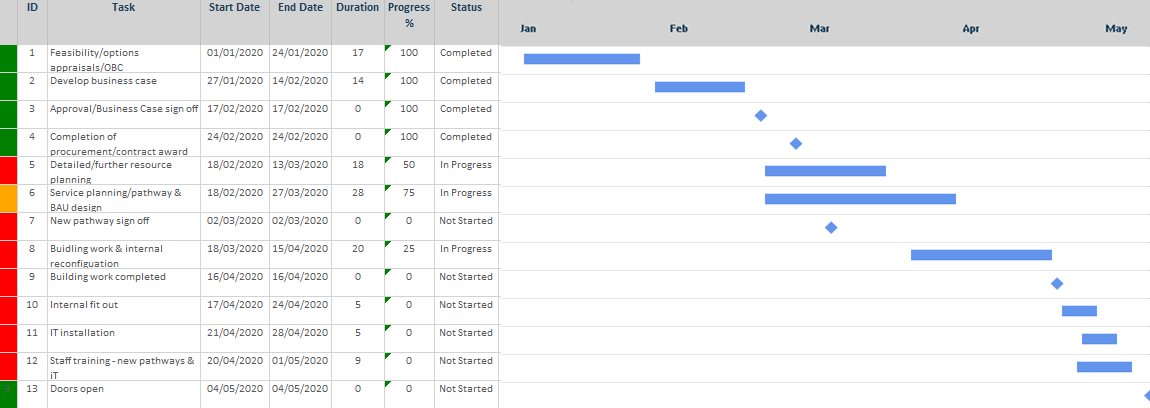 ID Task Start Date End Date Duration Progress % Status
Jan Feb Mar Apr May
1 Feasibility/options appraisals/OBC 01/01/2020 24/01/2020 17 100 Completed
2 Develop business case 27/01/2020 14/02/2020 14 100 Completed
3 Approval/Business Case sign off 17/02/2020 17/02/2020 0 100 Completed
4 Completion of procurement/contract award 24/02/2020 24/02/2020 0 100 Completed
5 Detailed/further resource planning 18/02/2020 13/03/2020 18 50 In Progress
6 Service planning/pathway & BAU design 18/02/2020 27/03/2020 28 75 In Progress
7 New pathway sign off 02/03/2020 02/03/2020 0 0 Not Started
8 Buidling work & internal reconfiguation 18/03/2020 15/04/2020 20 25 In Progress
9 Building work completed 16/04/2020 16/04/2020 0 0 Not Started
10 Internal fit out 17/04/2020 24/04/2020 5 0 Not Started
11 IT installation 21/04/2020 28/04/2020 5 0 Not Started
12 Staff training - new pathways & iT 20/04/2020 01/05/2020 9 0 Not Started
13 Doors open 04/05/2020 04/05/2020 0 0 Not Started